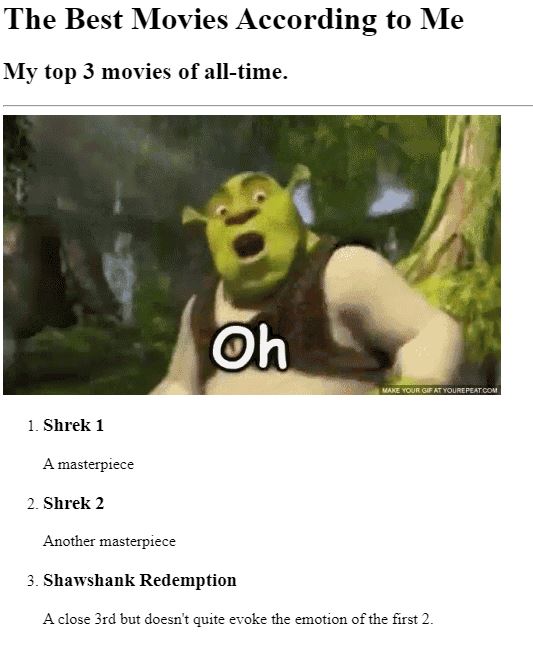 The Best Movies According to Me
My top 3 movies of all-time.
Oh
MAKE YOUR GIF AT YOUREPEAT.COM
1. Shrek 1
A masterpiece
2. Shrek 2
Another masterpiece
3. Shawshank Redemption
A close 3rd but doesn't quite evoke the emotion of the first 2.